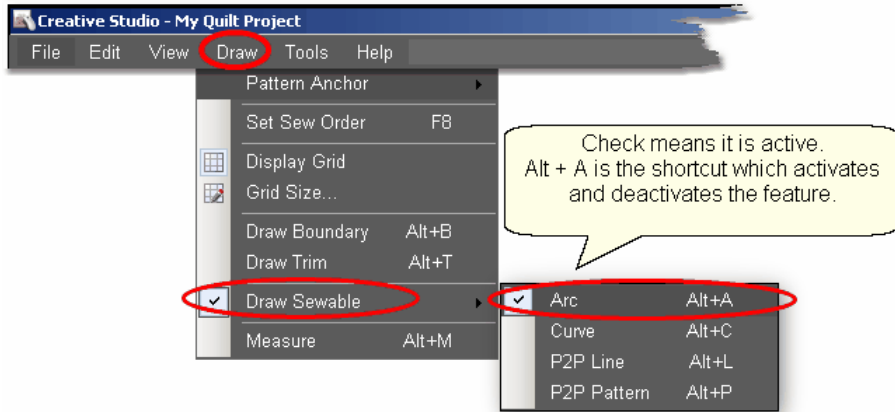 Creative Studio - My Quilt Project
File Edit View Draw Tools Help
Pattern Anchor
Set Sew Order F8
Display Grid
Grid Size...
Draw Boundary Alt+B
Draw Trim Alt+T
Draw Sewable
Measure Alt+M
Check means it is active.
Alt + A is the shortcut which activates
and deactivates the feature.
Arc Alt+A
Curve Alt+C
P2P Line Alt+L
P2P Pattern Alt+P